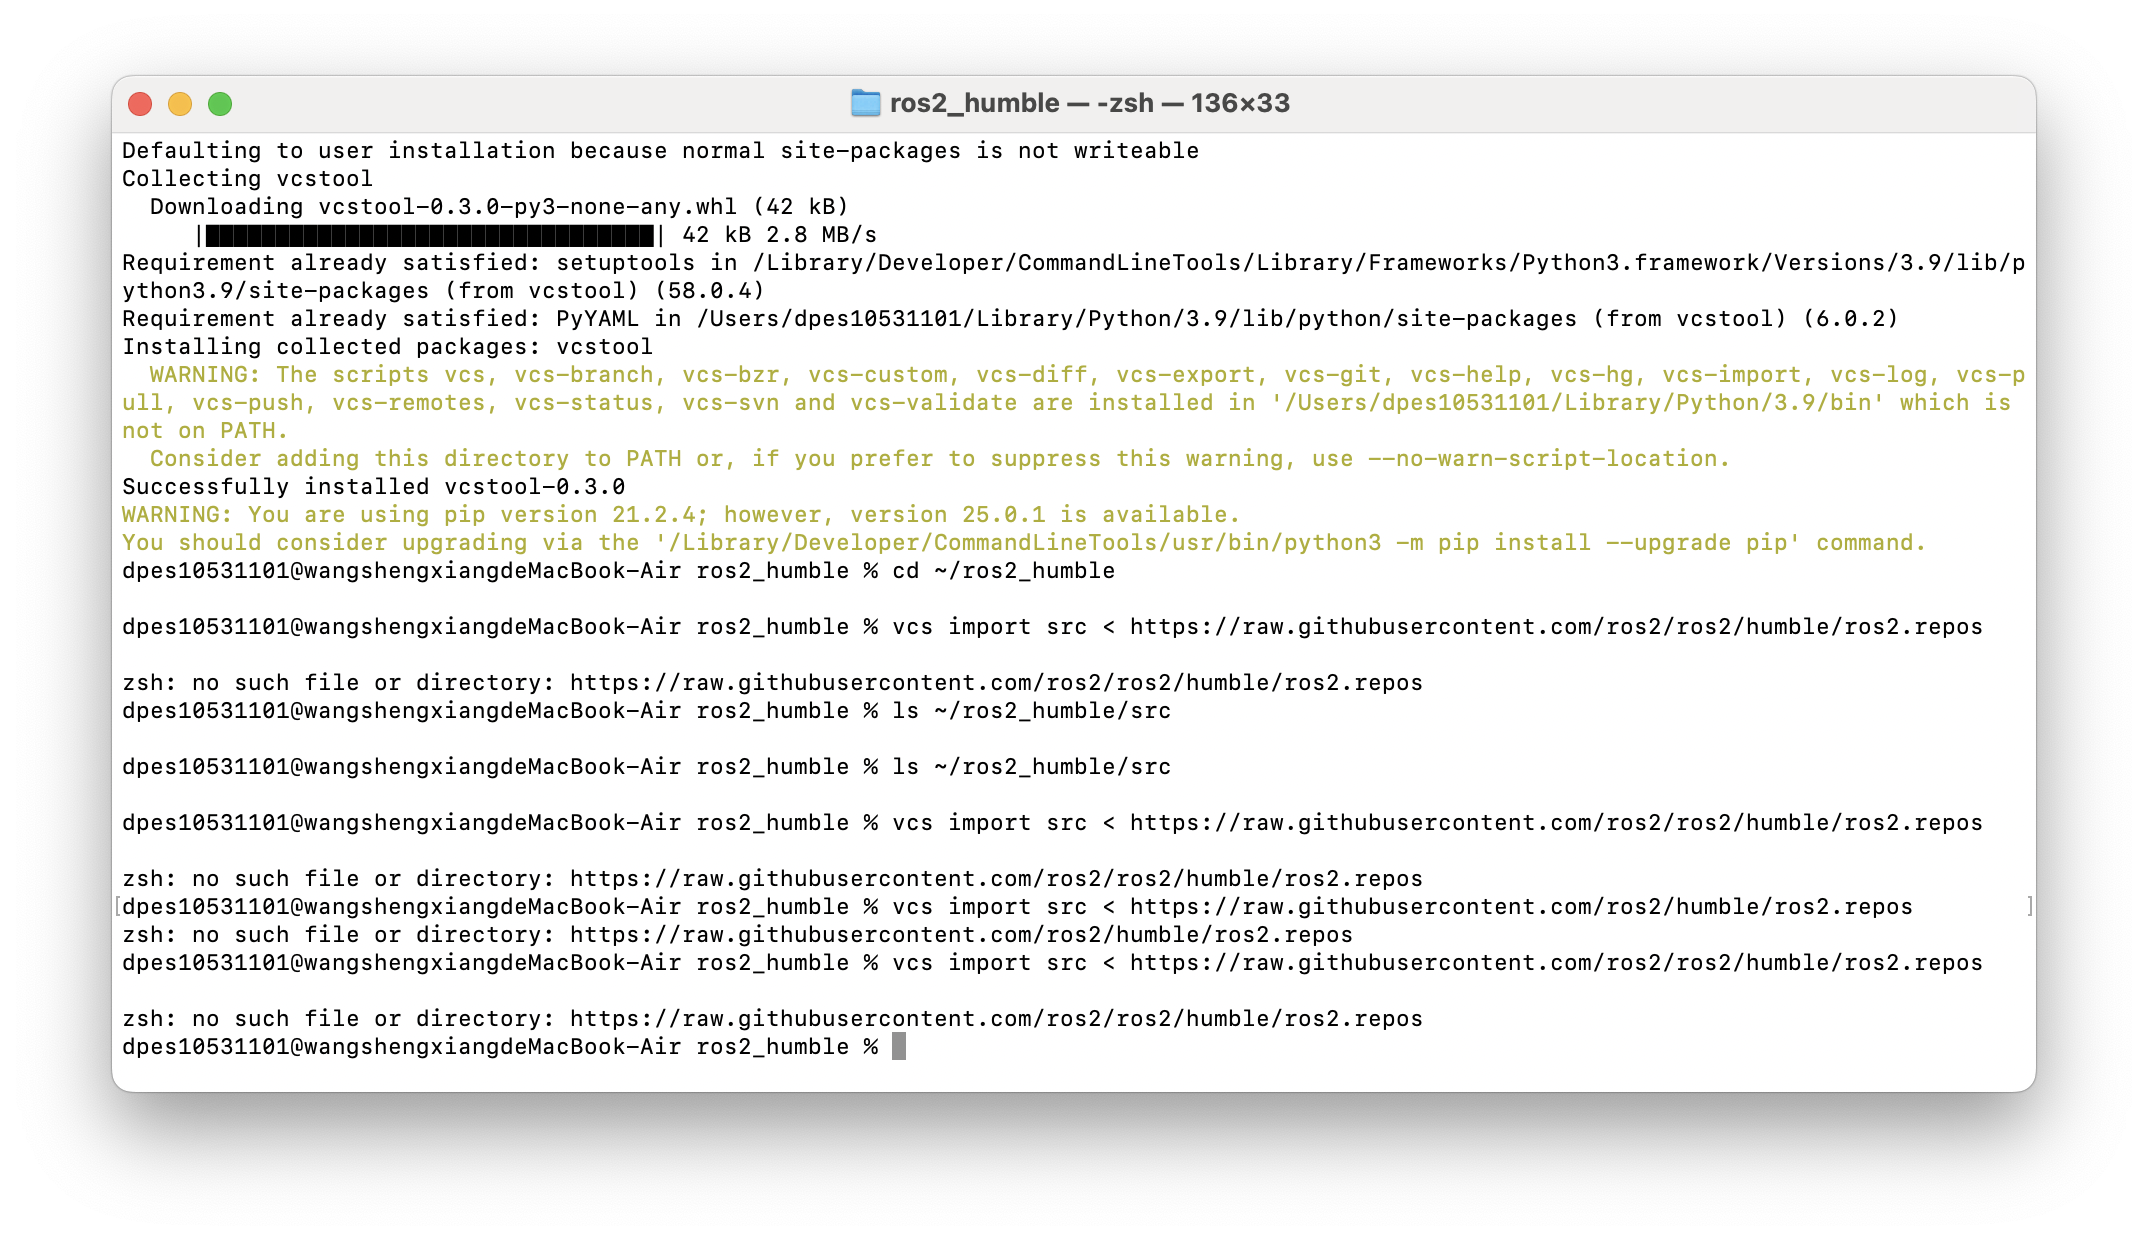 ros2_humble — -zsh — 136×33
Defaulting to user installation because normal site-packages is not writeable
Collecting vcstool
  Downloading vcstool-0.3.0-py3-none-any.whl (42 kB)
     |████████████████████████████████| 42 kB 2.8 MB/s
Requirement already satisfied: setuptools in /Library/Developer/CommandLineTools/Library/Frameworks/Python3.framework/Versions/3.9/lib/p
ython3.9/site-packages (from vcstool) (58.0.4)
Requirement already satisfied: PyYAML in /Users/dpes10531101/Library/Python/3.9/lib/python/site-packages (from vcstool) (6.0.2)
Installing collected packages: vcstool
  WARNING: The scripts vcs, vcs-branch, vcs-bzr, vcs-custom, vcs-diff, vcs-export, vcs-git, vcs-help, vcs-hg, vcs-import, vcs-log, vcs-p
ull, vcs-push, vcs-remotes, vcs-status, vcs-svn and vcs-validate are installed in '/Users/dpes10531101/Library/Python/3.9/bin' which is
not on PATH.
  Consider adding this directory to PATH or, if you prefer to suppress this warning, use --no-warn-script-location.
Successfully installed vcstool-0.3.0
WARNING: You are using pip version 21.2.4; however, version 25.0.1 is available.
You should consider upgrading via the '/Library/Developer/CommandLineTools/usr/bin/python3 -m pip install --upgrade pip' command.
dpes10531101@wangshengxiangdeMacBook-Air ros2_humble % cd ~/ros2_humble
dpes10531101@wangshengxiangdeMacBook-Air ros2_humble % vcs import src < https://raw.githubusercontent.com/ros2/ros2/humble/ros2.repos
zsh: no such file or directory: https://raw.githubusercontent.com/ros2/ros2/humble/ros2.repos
dpes10531101@wangshengxiangdeMacBook-Air ros2_humble % ls ~/ros2_humble/src
dpes10531101@wangshengxiangdeMacBook-Air ros2_humble % ls ~/ros2_humble/src
dpes10531101@wangshengxiangdeMacBook-Air ros2_humble % vcs import src < https://raw.githubusercontent.com/ros2/ros2/humble/ros2.repos
zsh: no such file or directory: https://raw.githubusercontent.com/ros2/ros2/humble/ros2.repos
[dpes10531101@wangshengxiangdeMacBook-Air ros2_humble % vcs import src < https://raw.githubusercontent.com/ros2/humble/ros2.repos ]
zsh: no such file or directory: https://raw.githubusercontent.com/ros2/humble/ros2.repos
dpes10531101@wangshengxiangdeMacBook-Air ros2_humble % vcs import src < https://raw.githubusercontent.com/ros2/ros2/humble/ros2.repos
zsh: no such file or directory: https://raw.githubusercontent.com/ros2/ros2/humble/ros2.repos
dpes10531101@wangshengxiangdeMacBook-Air ros2_humble %